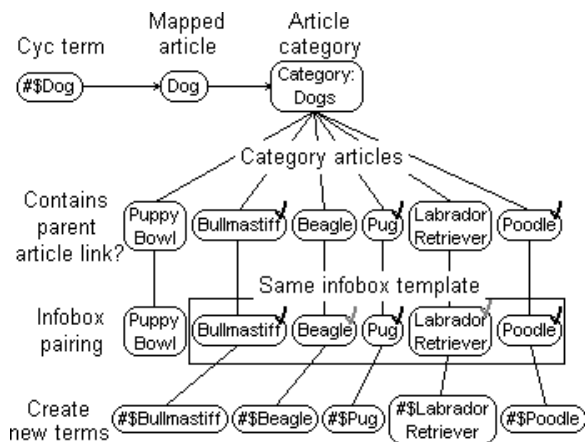 Cyc term
Mapped
article
Article
category
#$Dog
Dog
Category:
Dogs
Category articles
Contains
parent
article link?
Puppy
Bowl
Bullmastiff
Beagle
Pug
Labrador
Retriever
Poodle
Same infobox template
Infobox
pairing
Puppy
Bowl
Bullmastiff
Beagle
Pug
Labrador
Retriever
Poodle
Create
new terms
#$Bullmastiff
#$Beagle
#$Pug
#$Labrador
Retriever
#$Poodle